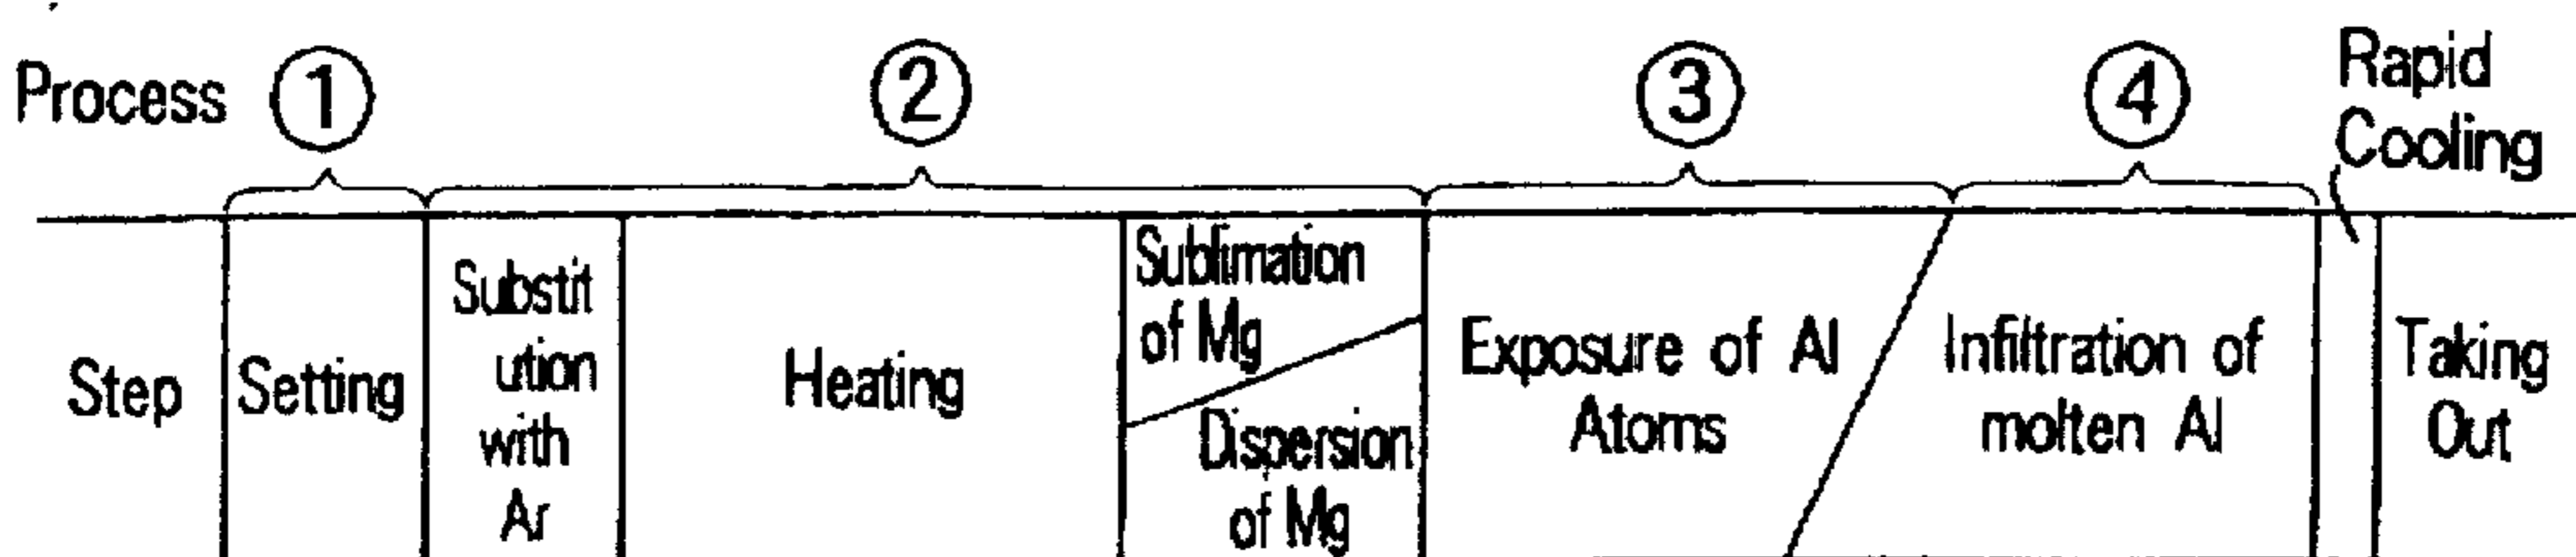 Process ① ② ③ ④ Rapid
Cooling
Step
Setting
Substit
ution
with
Ar
Heating
Sublimation
of Mg
Dispersion
of Mg
Exposure of Al
Atoms
Infiltration of
molten Al
Taking
Out